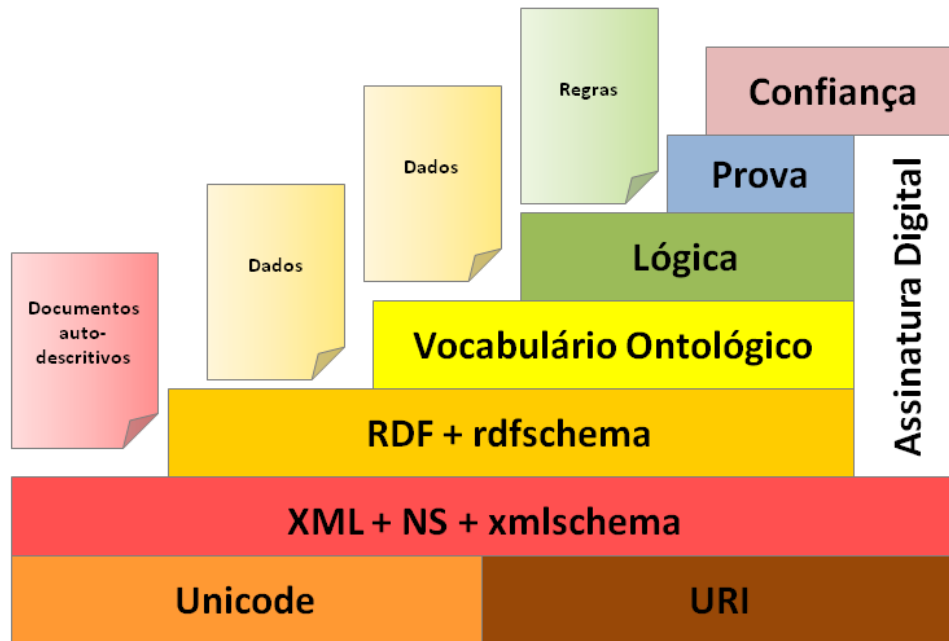 Regras
Confiança
Dados
Prova
Dados
Lógica
Documentos
auto-
descritivos
Vocabulário Ontológico
Assinatura Digital
RDF + rdfschema
XML + NS + xmlschema
Unicode
URI